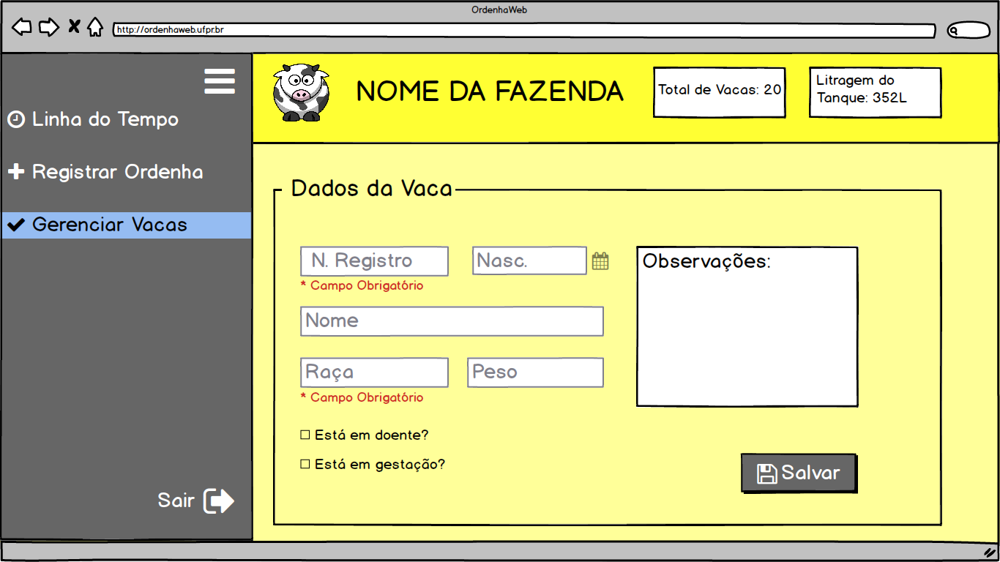 OrdenhaWeb
http://ordenhaweb.ufpr.br
Linha do Tempo
Registrar Ordenha
Gerenciar Vacas
Sair
NOME DA FAZENDA
Total de Vacas: 20
Litragem do
Tanque: 352L
Dados da Vaca
N. Registro
Nasc.
* Campo Obrigatório
Nome
Raça
Peso
* Campo Obrigatório
Está em doente?
Está em gestação?
Observações:
Salvar